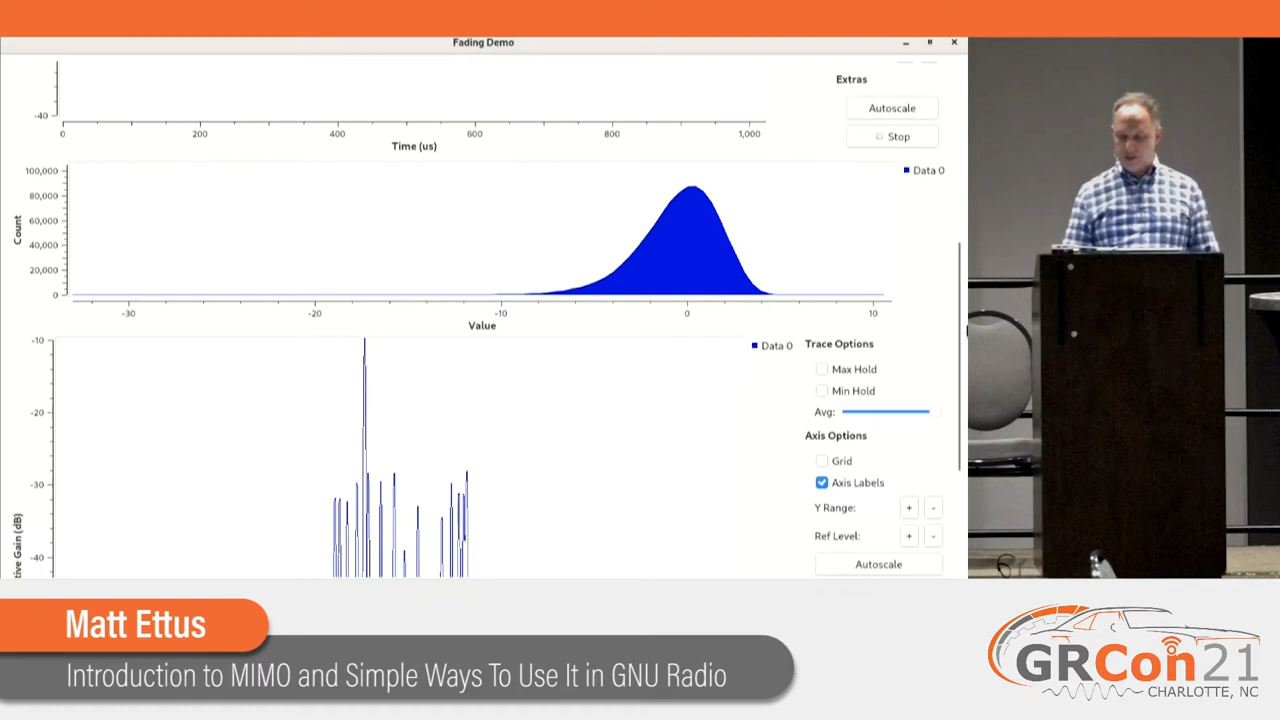 Fading Demo
-40
0
200
400
600
800
1,000
Time (us)
Extras
Autoscale
Stop
100,000
80,000
60,000
40,000
20,000
0
Count
Data 0
-30
-20
-10
0
10
Value
-10
-20
-30
-40
tive Gain (dB)
Data 0
Trace Options
Max Hold
Min Hold
Avg:
Axis Options
Grid
Axis Labels
Y Range:
+
-
Ref Level:
+
-
Autoscale
Matt Ettus
Introduction to MIMO and Simple Ways To Use It in GNU Radio
GRCon21
CHARLOTTE, NC